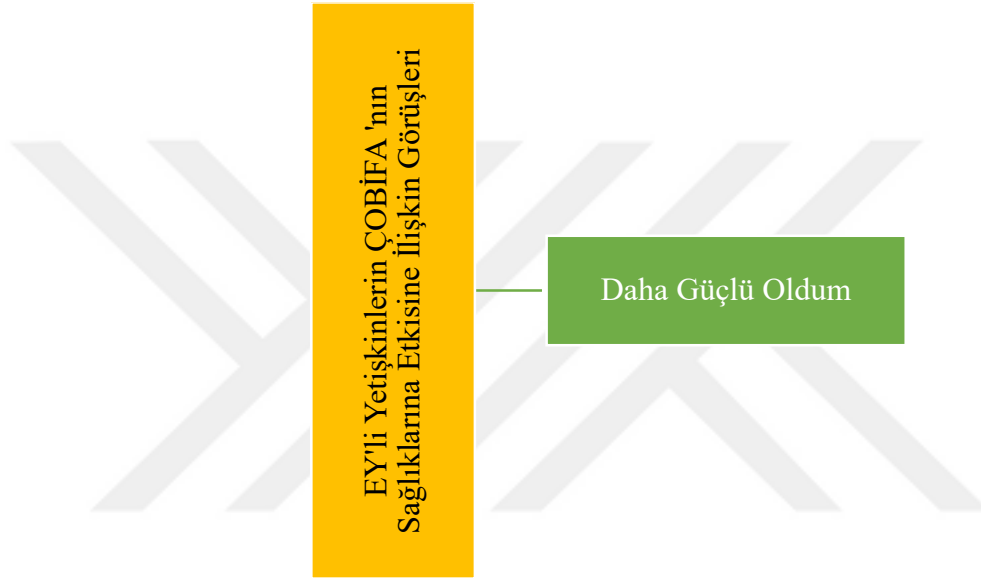 EY'li Yetişkinlerin ÇOBİFA 'nın
Sağlıklarına Etkisine İlişkin Görüşleri
Daha Güçlü Oldum